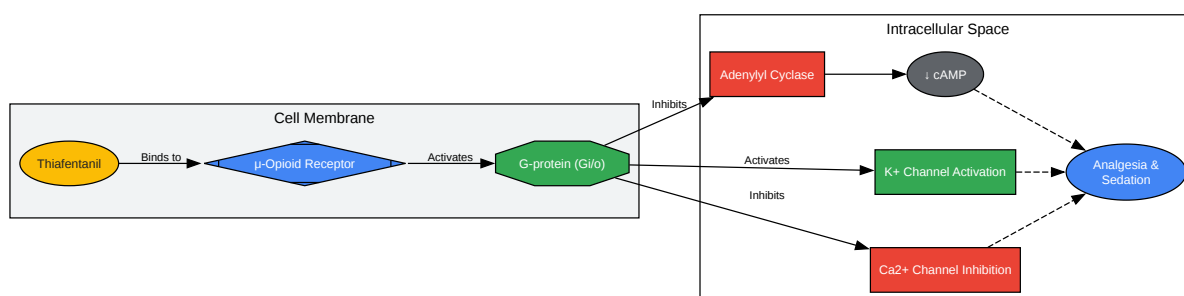 Intracellular Space
Adenylyl Cyclase
↓ cAMP
Inhibits
Cell Membrane
Thiafentanil
Binds to
μ-Opioid Receptor
Activates
G-protein (Gi/o)
Activates
K+ Channel Activation
Analgesia &
Sedation
Inhibits
Ca2+ Channel Inhibition